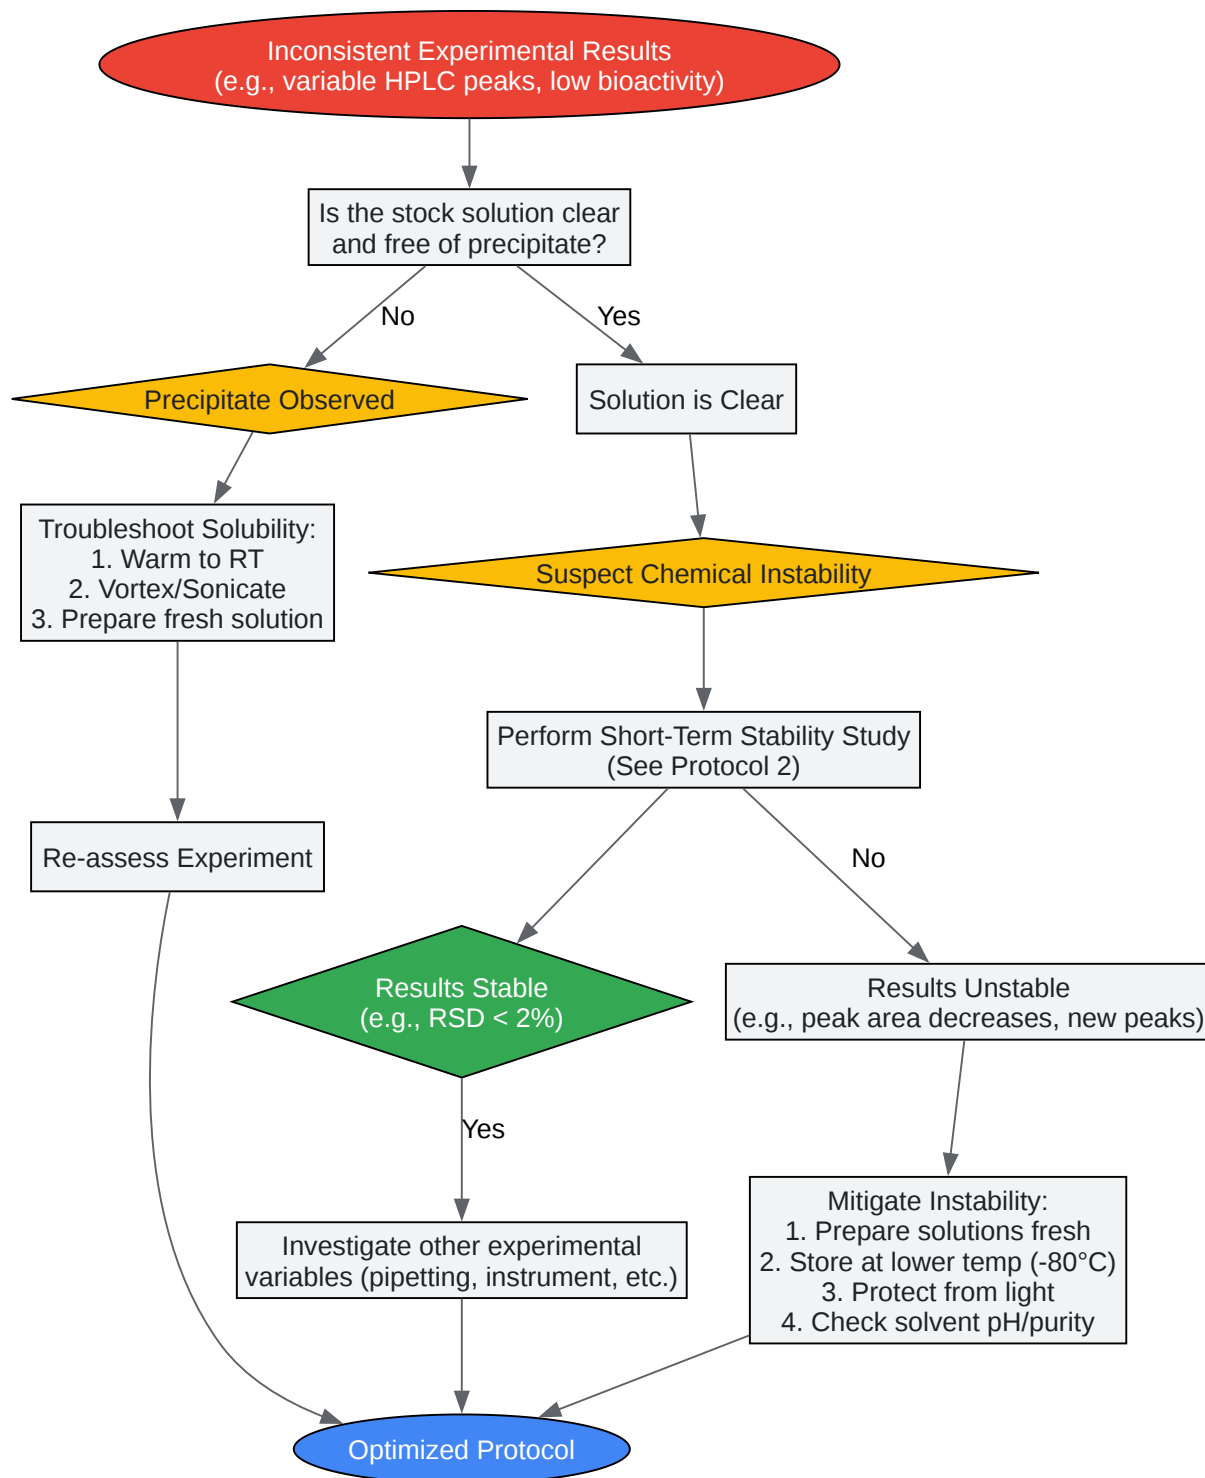 Inconsistent Experimental Results
(e.g., variable HPLC peaks, low bioactivity)
Is the stock solution clear
and free of precipitate?
No
Yes
Precipitate Observed
Solution is Clear
Troubleshoot Solubility:
1. Warm to RT
2. Vortex/Sonicate
3. Prepare fresh solution
Suspect Chemical Instability
Perform Short-Term Stability Study
(See Protocol 2)
Re-assess Experiment
No
Results Stable
(e.g., RSD < 2%)
Results Unstable
(e.g., peak area decreases, new peaks)
Yes
Investigate other experimental
variables (pipetting, instrument, etc.)
Mitigate Instability:
1. Prepare solutions fresh
2. Store at lower temp (-80°C)
3. Protect from light
4. Check solvent pH/purity
Optimized Protocol